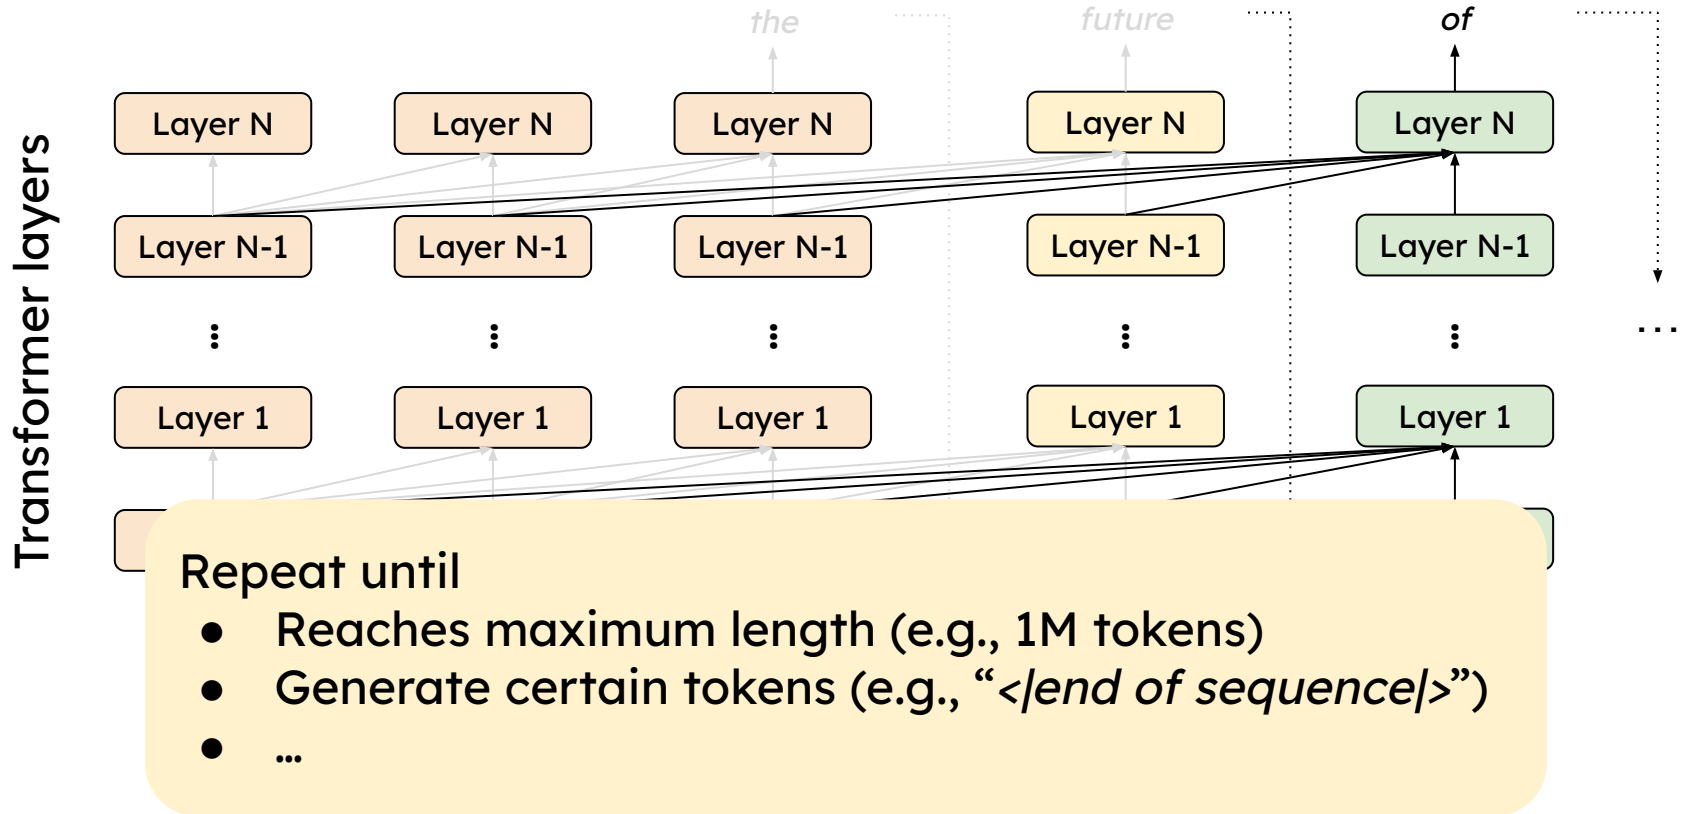 Transformer layers
the future of
Layer N Layer N Layer N Layer N Layer N
Layer N-1 Layer N-1 Layer N-1 Layer N-1 Layer N-1
...
Layer 1 Layer 1 Layer 1 Layer 1 Layer 1
Repeat until
● Reaches maximum length (e.g., 1M tokens)
● Generate certain tokens (e.g., “<|end of sequence|>”)
● ...